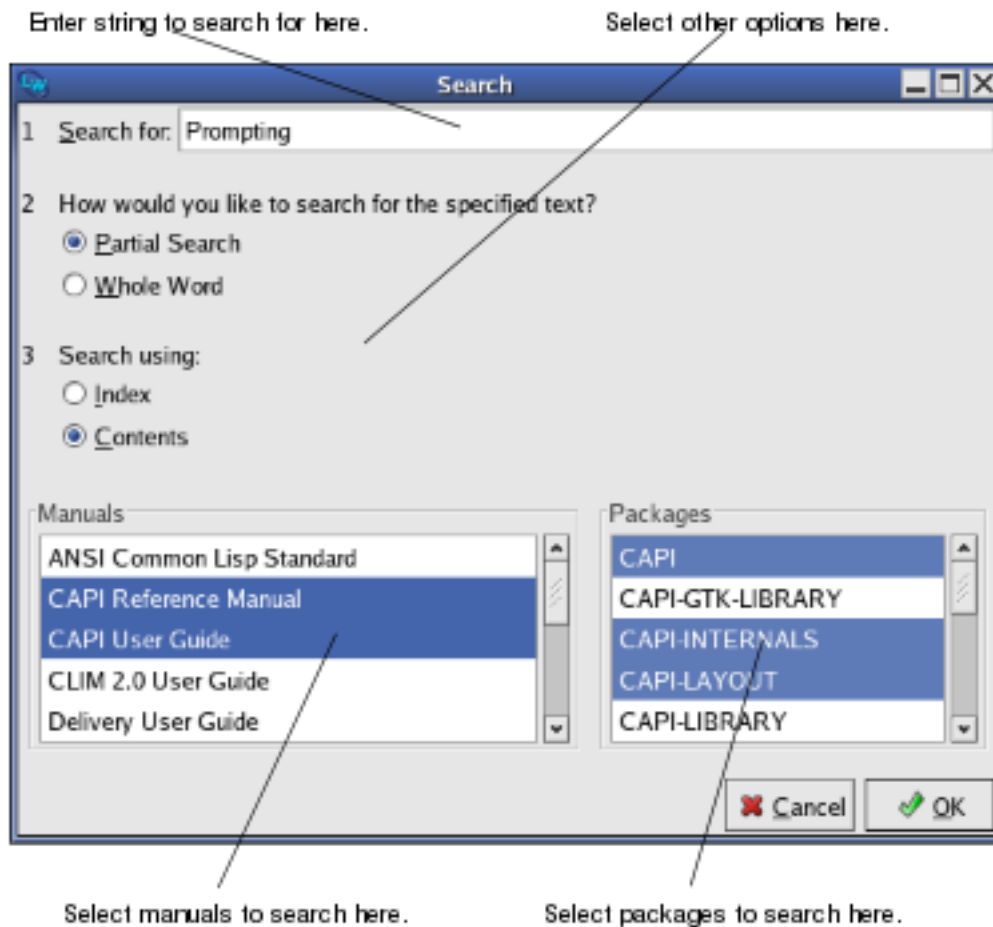 Enter string to search for here.
Select other options here.
LW
Search
1 Search for: Prompting
2 How would you like to search for the specified text?
Partial Search
Whole Word
3 Search using:
Index
Contents
Manuals
ANSI Common Lisp Standard
CAPI Reference Manual
CAPI User Guide
CLIM 2.0 User Guide
Delivery User Guide
Packages
CAPI
CAPI-GTK-LIBRARY
CAPI-INTERNALS
CAPI-LAYOUT
CAPI-LIBRARY
Cancel
OK
Select manuals to search here.
Select packages to search here.